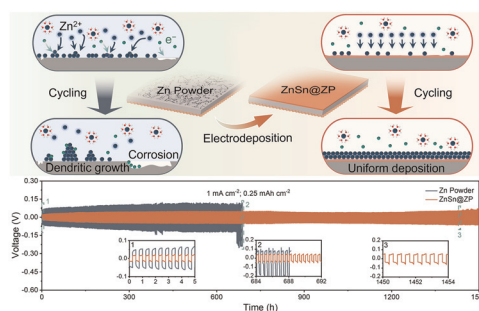 Zn²⁺
e⁻
e⁻
Cycling
Zn Powder
ZnSn@ZP
Cycling
Electrodeposition
Corrosion
Dendritic growth
Uniform deposition
1 mA cm⁻²; 0.25 mAh cm⁻²
Zn Powder
ZnSn@ZP
Voltage (V)
0.30
0.15
0.00
-0.15
-0.30
-0.60
1
2
3
1
0.1
0.0
-0.1
0 1 2 3 4 5
2
0.2
0.1
0.0
-0.1
-0.2
684 688 692
3
0.2
0.1
0.0
-0.1
-0.2
1450 1452 1454
0 300 600 900 1200 1500
Time (h)